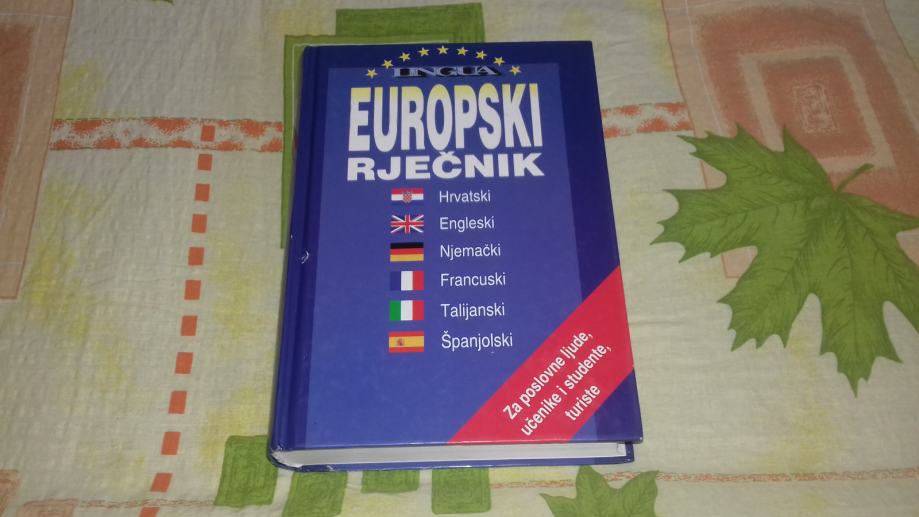 LINGUA
EUROPSKI
RJEČNIK
Hrvatski
Engleski
Njemački
Francuski
Talijanski
Španjolski
Za poslovne ljude,
učenike i studente,
turiste